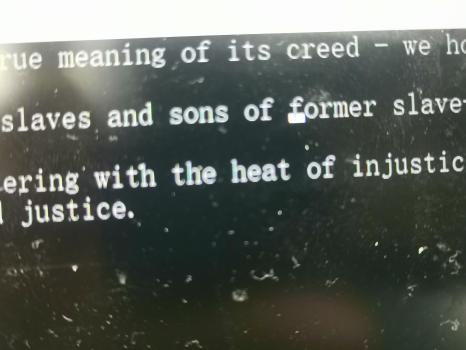 rue meaning of its creed - we ho
slaves and sons of former slave
ering with the heat of injustic
justice.